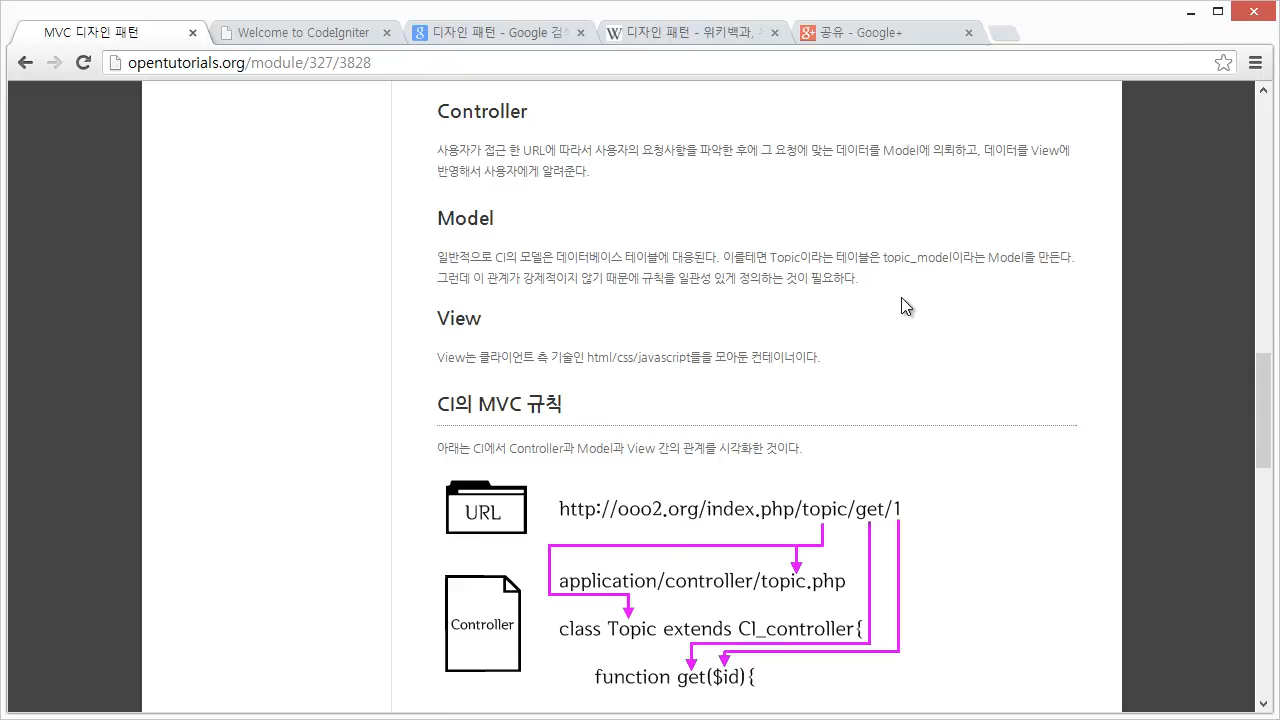 MVC 디자인 패턴
Welcome to CodeIgniter
디자인 패턴 - Google 검
디자인 패턴 - 위키백과,
공유 - Google+
opentutorials.org/module/327/3828
Controller
사용자가 접근 한 URL에 따라서 사용자의 요청사항을 파악한 후에 그 요청에 맞는 데이터를 Model에 의뢰하고, 데이터를 View에
반영해서 사용자에게 알려준다.
Model
일반적으로 CI의 모델은 데이터베이스 테이블에 대응된다. 이를테면 Topic이라는 테이블은 topic_model이라는 Model을 만든다.
그런데 이 관계가 강제적이지 않기 때문에 규칙을 일관성 있게 정의하는 것이 필요하다.
View
View는 클라이언트 측 기술인 html/css/javascript들을 모아둔 컨테이너이다.
CI의 MVC 규칙
아래는 CI에서 Controller과 Model과 View 간의 관계를 시각화한 것이다.
URL
http://ooo2.org/index.php/topic/get/1
application/controller/topic.php
Controller
class Topic extends CI_controller{
function get($id){